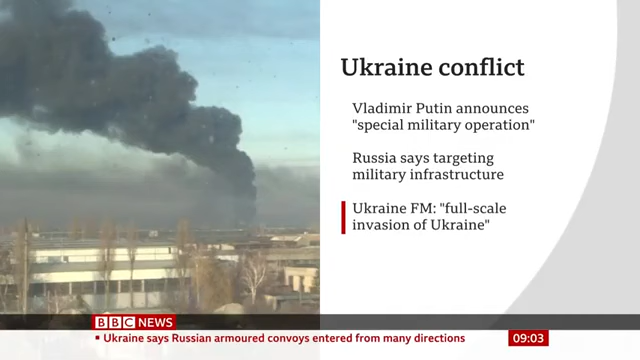 Ukraine conflict
Vladimir Putin announces
"special military operation"
Russia says targeting
military infrastructure
Ukraine FM: "full-scale
invasion of Ukraine"
BBC NEWS
Ukraine says Russian armoured convoys entered from many directions
09:03